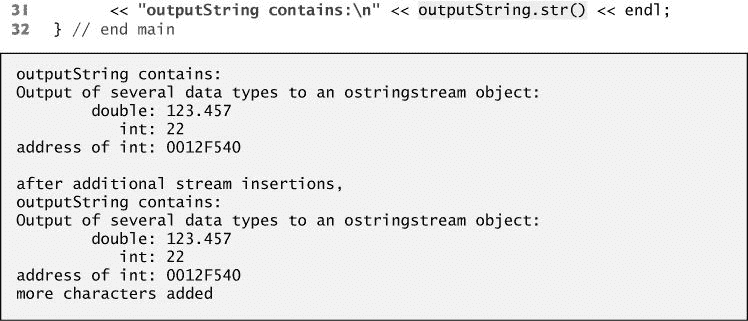 31 << "outputString contains:\n" << outputString.str() << endl;
32 } // end main
outputString contains:
Output of several data types to an ostringstream object:
double: 123.457
int: 22
address of int: 0012F540
after additional stream insertions,
outputString contains:
Output of several data types to an ostringstream object:
double: 123.457
int: 22
address of int: 0012F540
more characters added